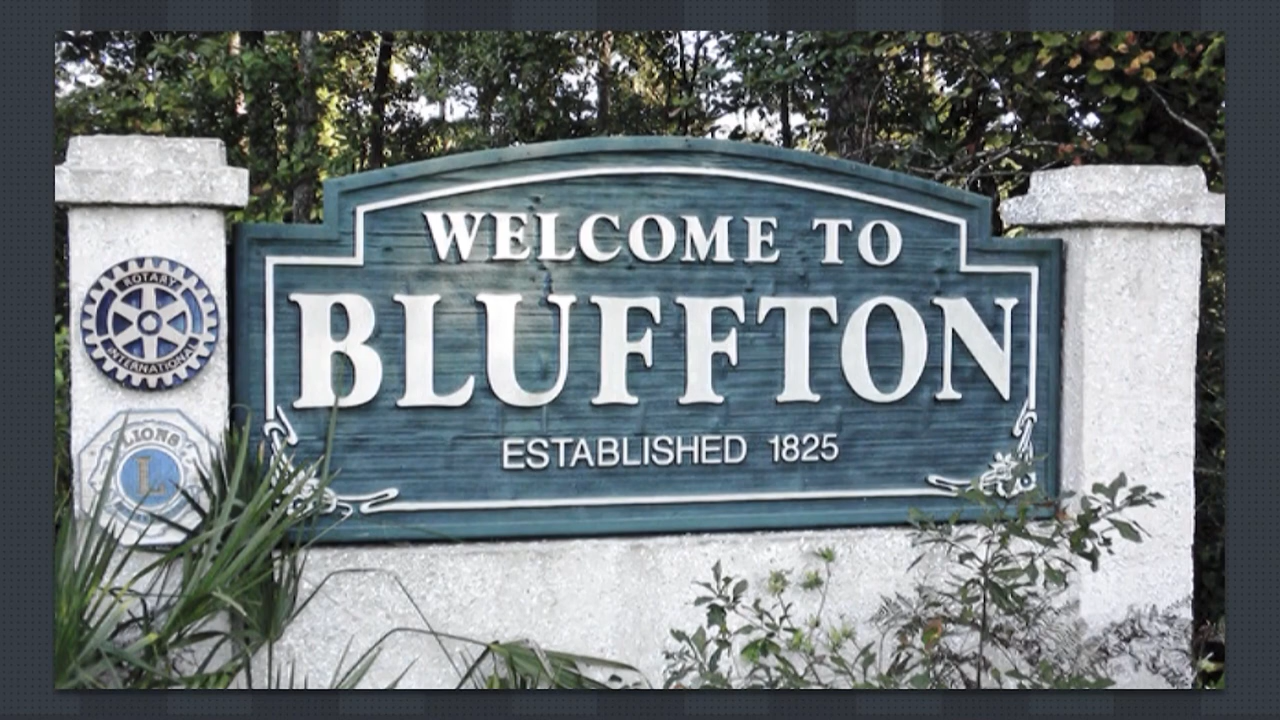 WELCOME TO
BLUFFTON
ESTABLISHED 1825
ROTARY
INTERNATIONAL
LIONS
L